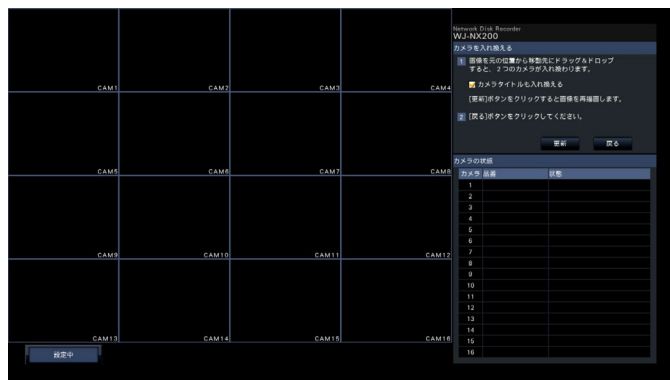 CAM1 CAM2 CAM3 CAM4
CAM5 CAM6 CAM7 CAM8
CAM9 CAM10 CAM11 CAM12
CAM13 CAM14 CAM15 CAM16
設定中
Network Disk Recorder
WJ-NX200
カメラを入れ換える
1 画像を元の位置から移動先にドラッグ&ドロップ
すると、2つのカメラが入れ換わります。
カメラタイトルも入れ換える
[更新]ボタンをクリックすると画像を再描画します。
2 [戻る]ボタンをクリックしてください。
更新 戻る
カメラの状態
カメラ 品番 状態
1
2
3
4
5
6
7
8
9
10
11
12
13
14
15
16